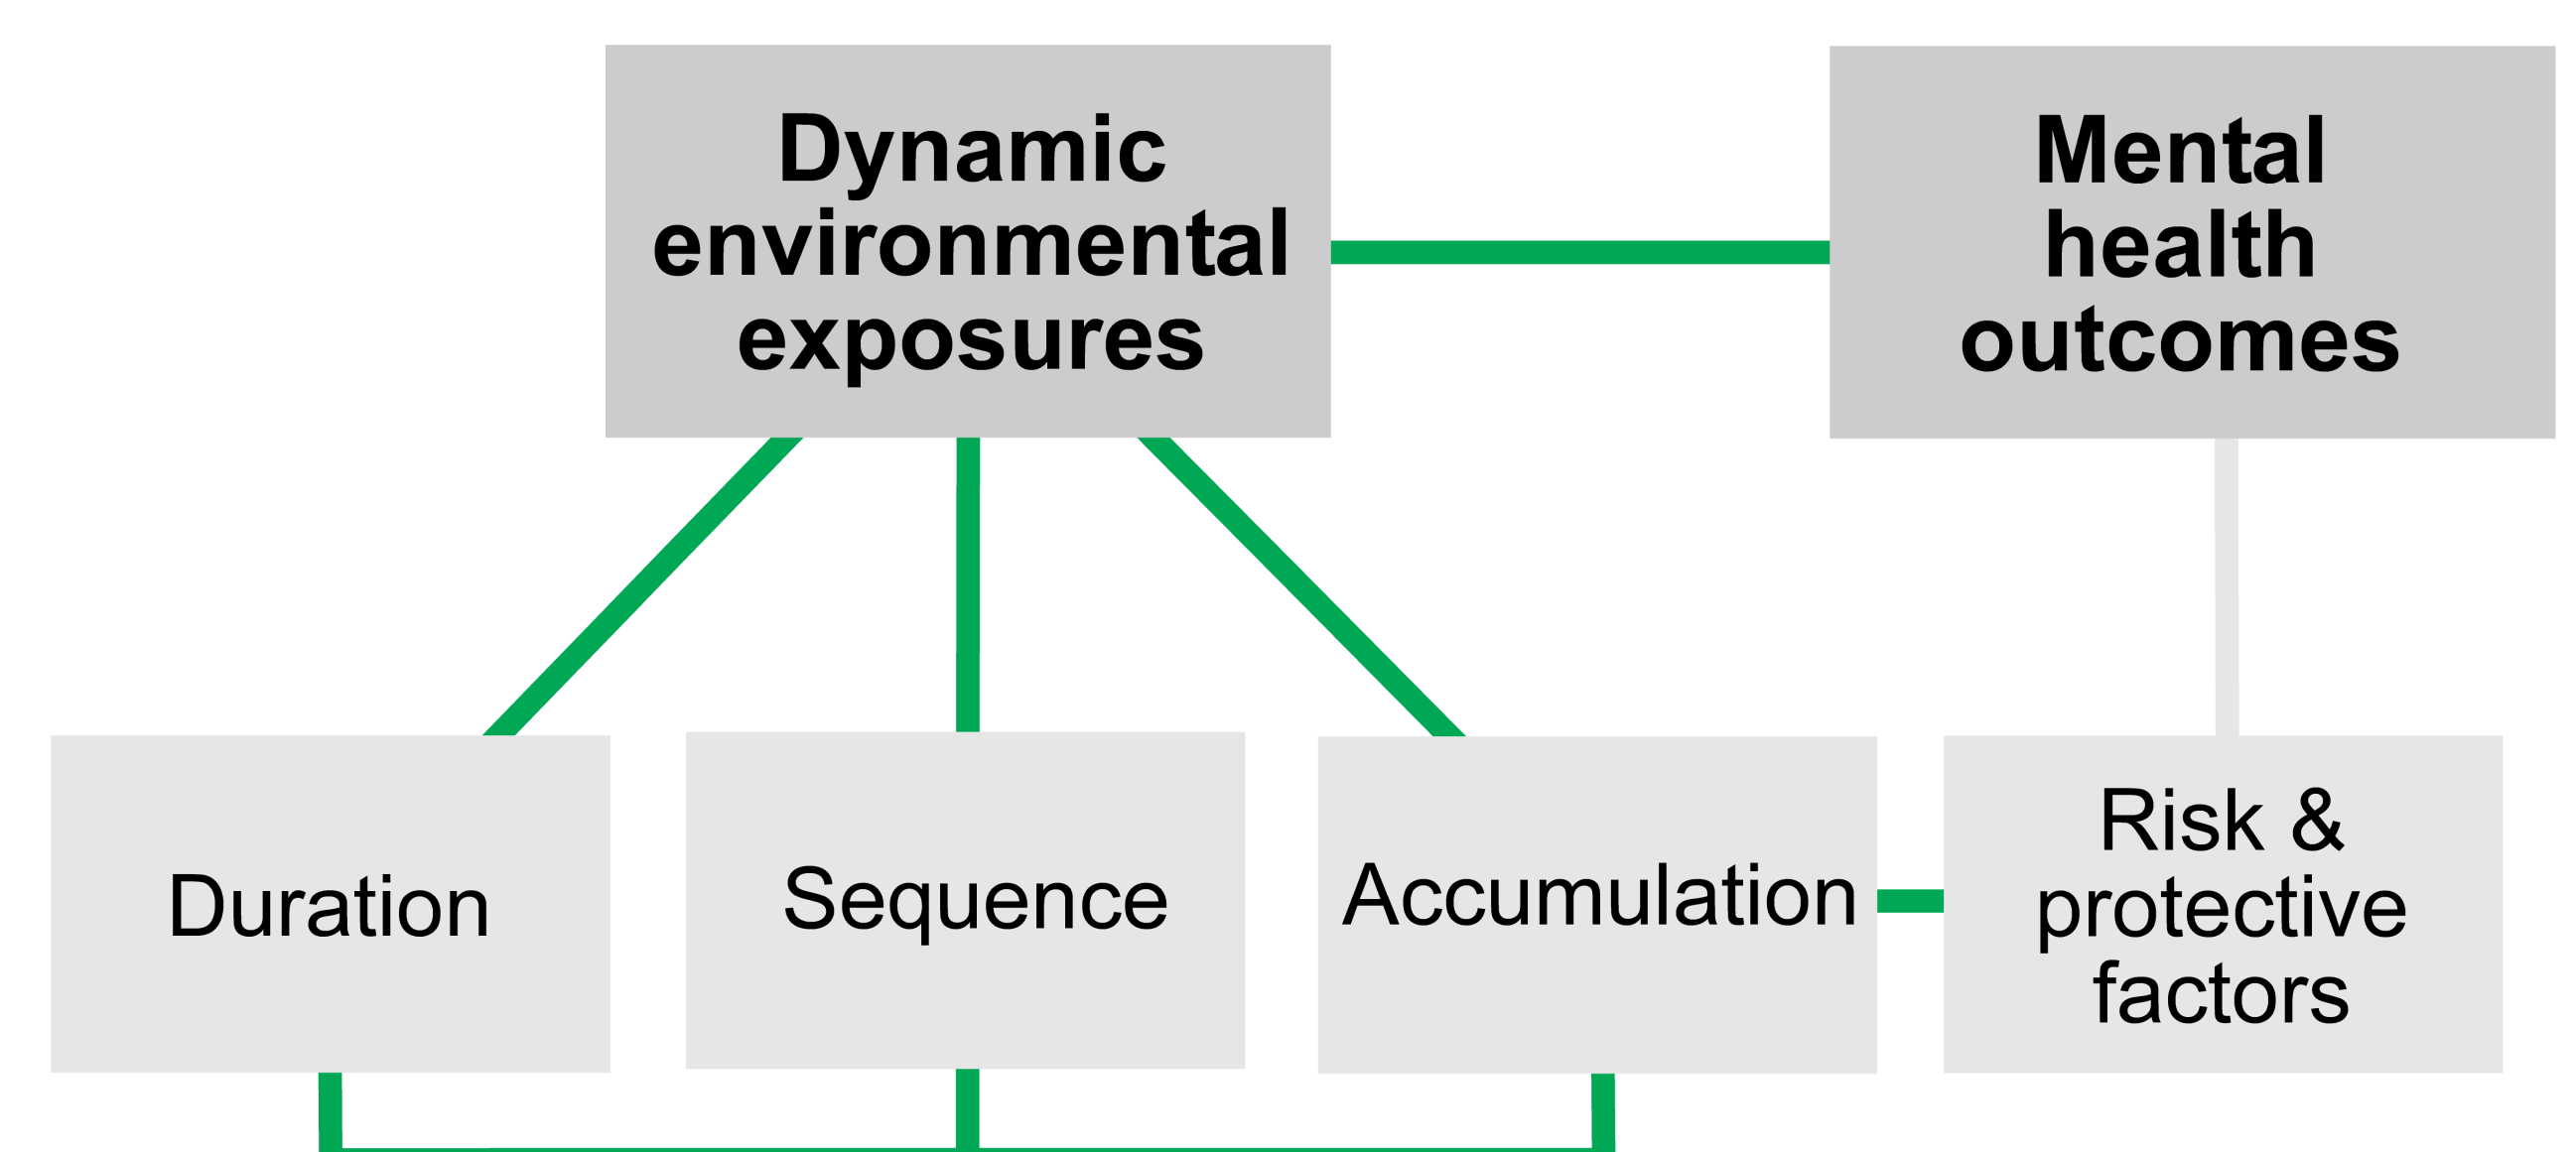 Dynamic
environmental
exposures
Mental
health
outcomes
Duration
Sequence
Accumulation
Risk &
protective
factors